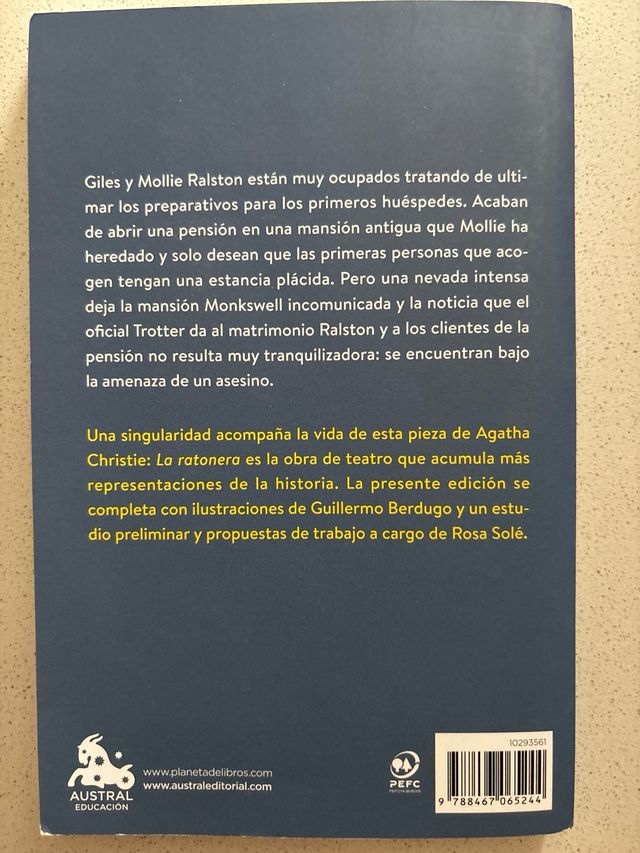 Giles y Mollie Ralston están muy ocupados tratando de ulti-
mar los preparativos para los primeros huéspedes. Acaban
de abrir una pensión en una mansión antigua que Mollie ha
heredado y solo desean que las primeras personas que aco-
gen tengan una estancia plácida. Pero una nevada intensa
deja la mansión Monkswell incomunicada y la noticia que el
oficial Trotter da al matrimonio Ralston y a los clientes de la
pensión no resulta muy tranquilizadora: se encuentran bajo
la amenaza de un asesino.
Una singularidad acompaña la vida de esta pieza de Agatha
Christie: La ratonera es la obra de teatro que acumula más
representaciones de la historia. La presente edición se
completa con ilustraciones de Guillermo Berdugo y un estu-
dio preliminar y propuestas de trabajo a cargo de Rosa Solé.
AUSTRAL
EDUCACIÓN
www.planetadelibros.com
www.australeditorial.com
PEFC
10293561
9 788467 065244